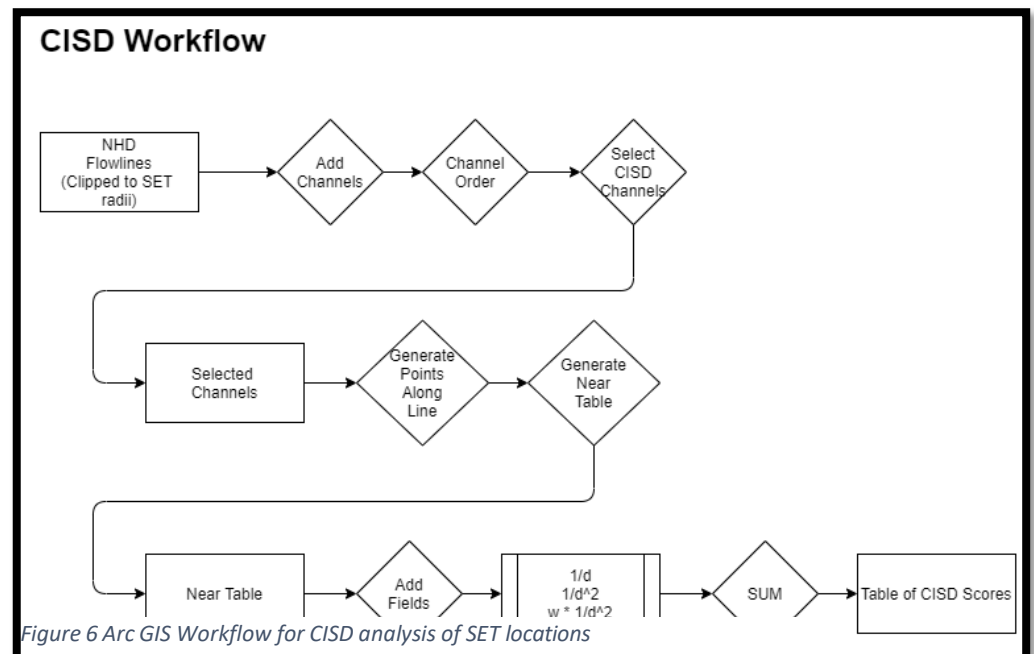 CISD Workflow
NHD
Flowlines
(Clipped to SET
radii)
Add
Channels
Channel
Order
Select
CISD
Channels
Selected
Channels
Generate
Points
Along
Line
Generate
Near
Table
Near Table
Add
Fields
1/d
1/d^2
w * 1/d^2
SUM
Table of CISD Scores
Figure 6 Arc GIS Workflow for CISD analysis of SET locations